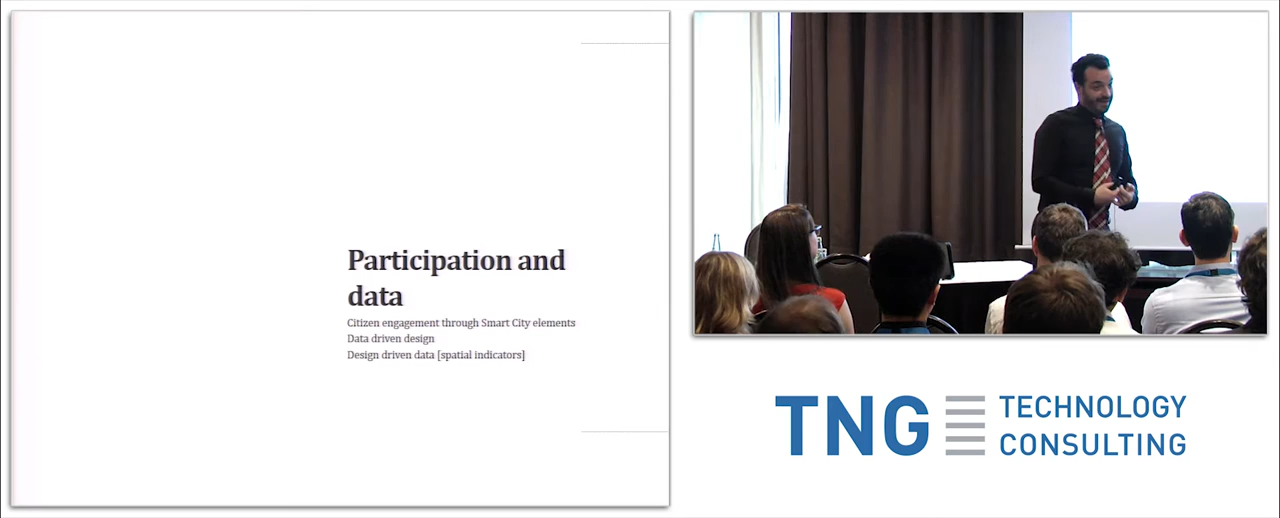 Participation and
data
Citizen engagement through Smart City elements
Data driven design
Design driven data [spatial indicators]
TNG TECHNOLOGY
CONSULTING